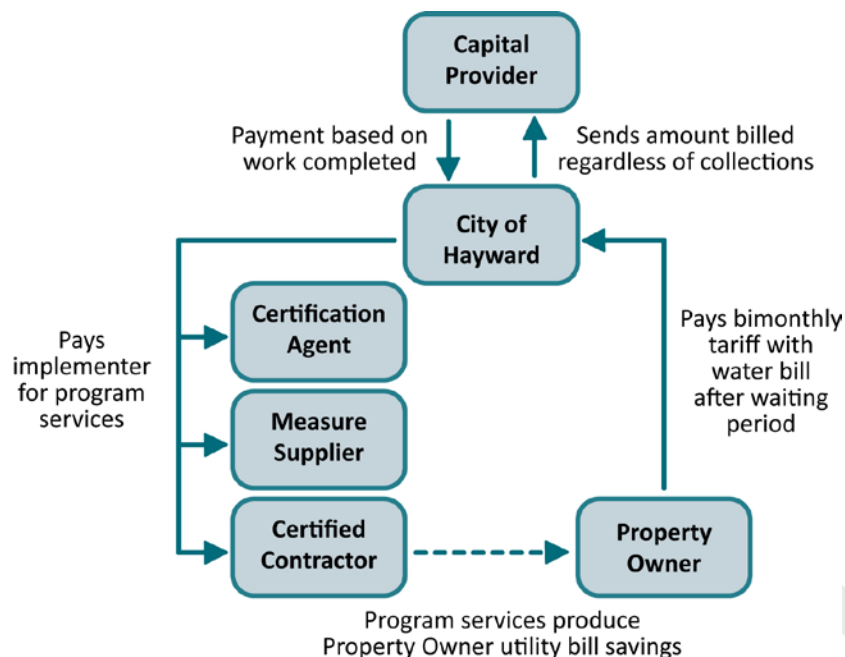 Capital
Provider
Payment based on
work completed
Sends amount billed
regardless of collections
City of
Hayward
Pays
implementer
for program
services
Certification
Agent
Measure
Supplier
Certified
Contractor
Pays bimonthly
tariff with
water bill
after waiting
period
Property
Owner
Program services produce
Property Owner utility bill savings